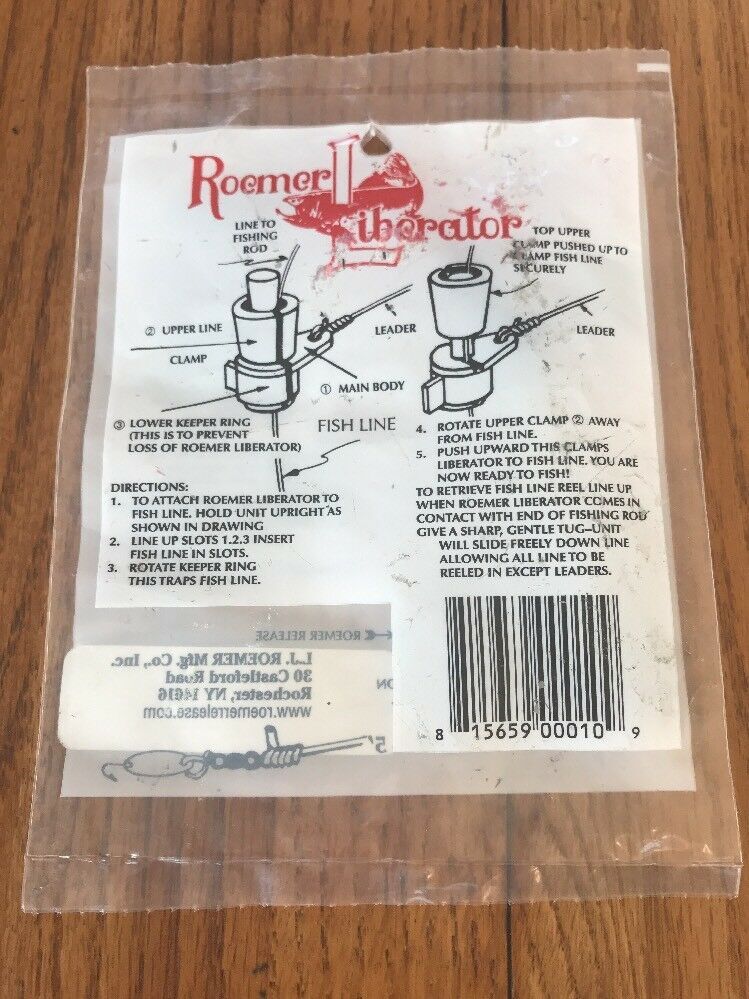 Roemer Liberator
LINE TO
FISHING
ROD
TOP UPPER
CLAMP PUSHED UP TO
CLAMP FISH LINE
SECURELY
② UPPER LINE
CLAMP
LEADER
LEADER
① MAIN BODY
③ LOWER KEEPER RING
(THIS IS TO PREVENT
LOSS OF ROEMER LIBERATOR)
FISH LINE
DIRECTIONS:
1. TO ATTACH ROEMER LIBERATOR TO
FISH LINE. HOLD UNIT UPRIGHT AS
SHOWN IN DRAWING
2. LINE UP SLOTS 1.2.3 INSERT
FISH LINE IN SLOTS.
3. ROTATE KEEPER RING
THIS TRAPS FISH LINE.
4. ROTATE UPPER CLAMP ② AWAY
FROM FISH LINE.
5. PUSH UPWARD THIS CLAMPS
LIBERATOR TO FISH LINE. YOU ARE
NOW READY TO FISH!
TO RETRIEVE FISH LINE REEL LINE UP
WHEN ROEMER LIBERATOR COMES IN
CONTACT WITH END OF FISHING ROD
GIVE A SHARP, GENTLE TUG–UNIT
WILL SLIDE FREELY DOWN LINE
ALLOWING ALL LINE TO BE
REELED IN EXCEPT LEADERS.
ROEMER RELEASE
L.J. ROEMER Mfg. Co., Inc.
30 Castleford Road
Rochester, NY 14616
www.roemerrelease.com
ON
5'
8 15659 00010 9